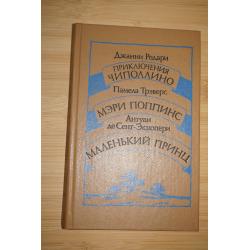 Джанни Родари
ПРИКЛЮЧЕНИЯ
ЧИПОЛЛИНО
Памела Трэверс
МЭРИ ПОППИНС
Антуан
де Сент-Экзюпери
МАЛЕНЬКИЙ ПРИНЦ